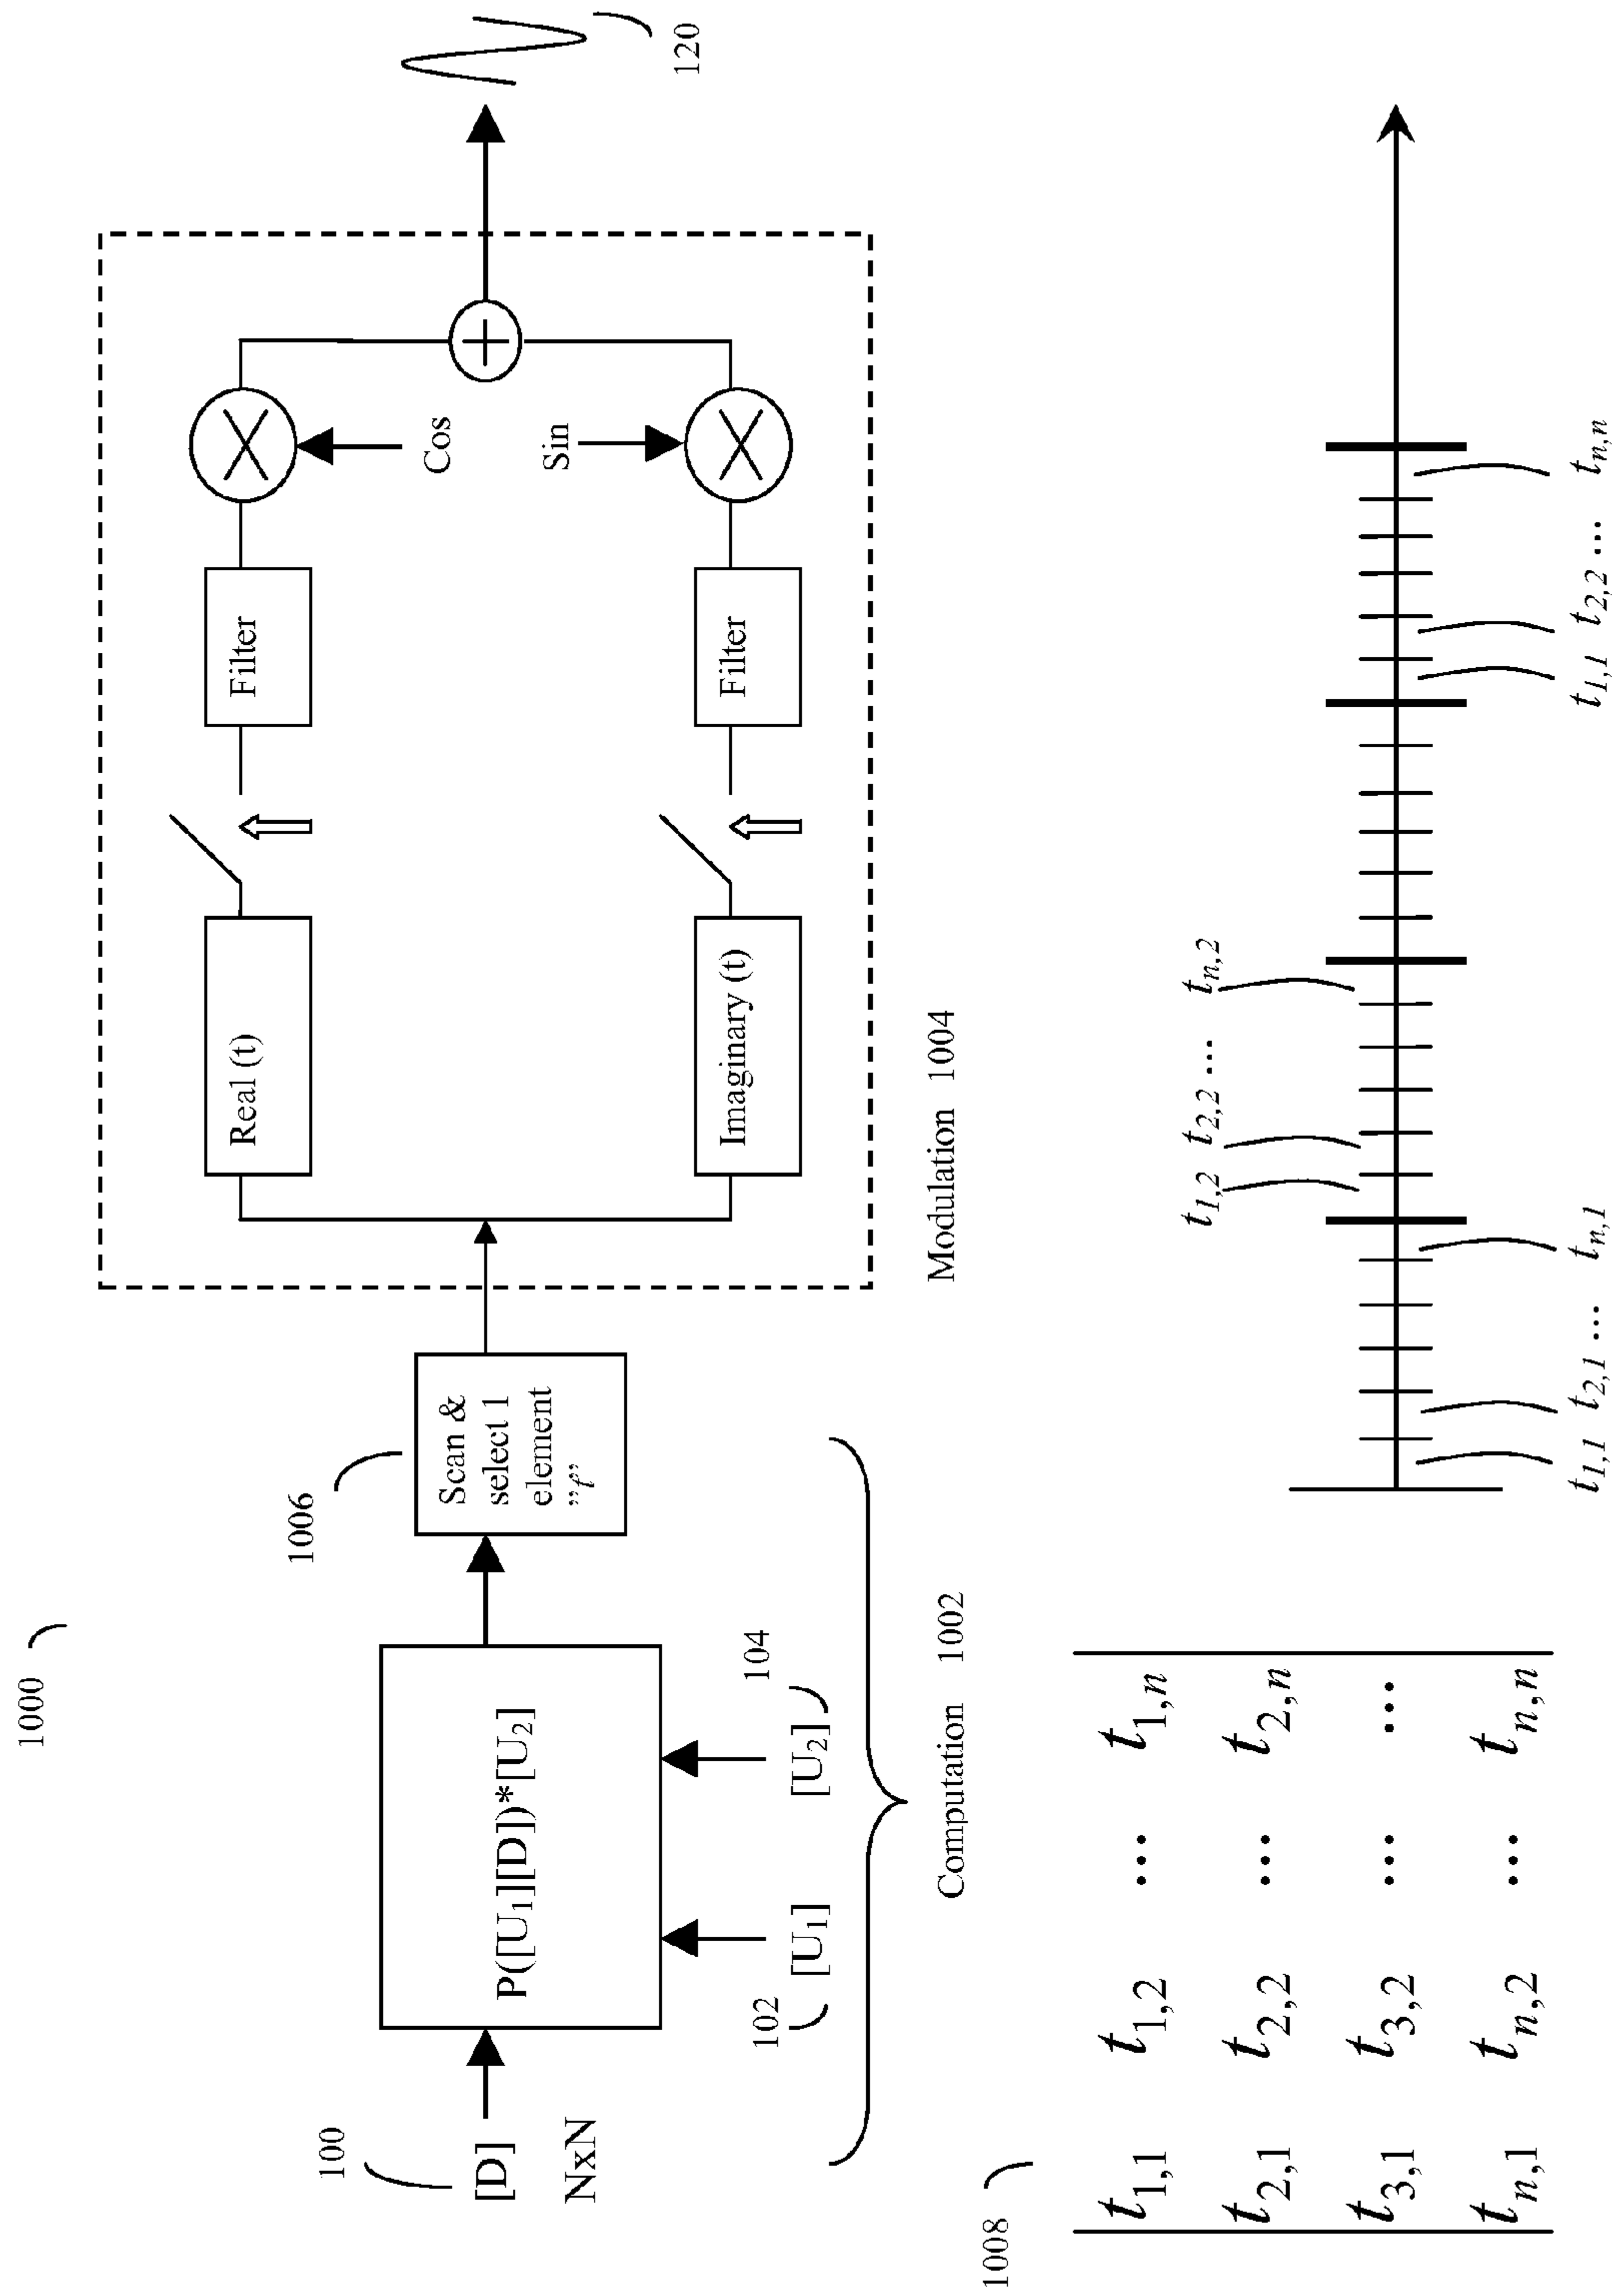 1000
100
[D]
NxN
P([U₁][D])*[U₂]
102
[U₁]
[U₂]
104
Computation 1002
1006
Scan &
select 1
element
”t”
Real (t)
Filter
Cos
Imaginary (t)
Filter
Sin
Modulation 1004
120
1008
t1,1 t1,2 ... t1,n
t2,1 t2,2 ... t2,n
t3,1 t3,2 ... ...
tn,1 tn,2 ... tn,n
t1,2 t2,2 ... tn,2
t1,1 t2,1 ... tn,1
t1,1 t2,2 ... tn,n